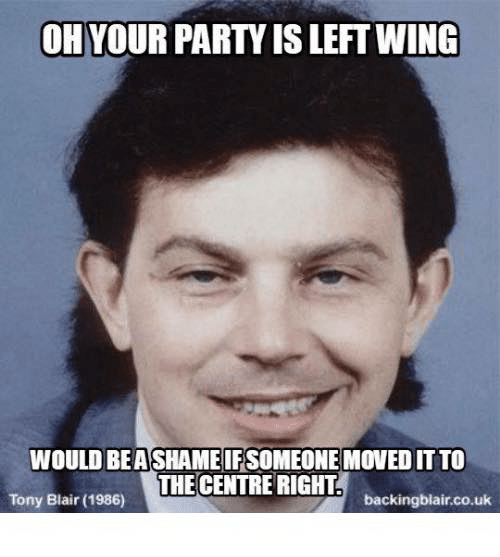 OH YOUR PARTY IS LEFT WING
WOULD BE A SHAME IF SOMEONE MOVED IT TO
THE CENTRE RIGHT.
Tony Blair (1986)
backingblair.co.uk